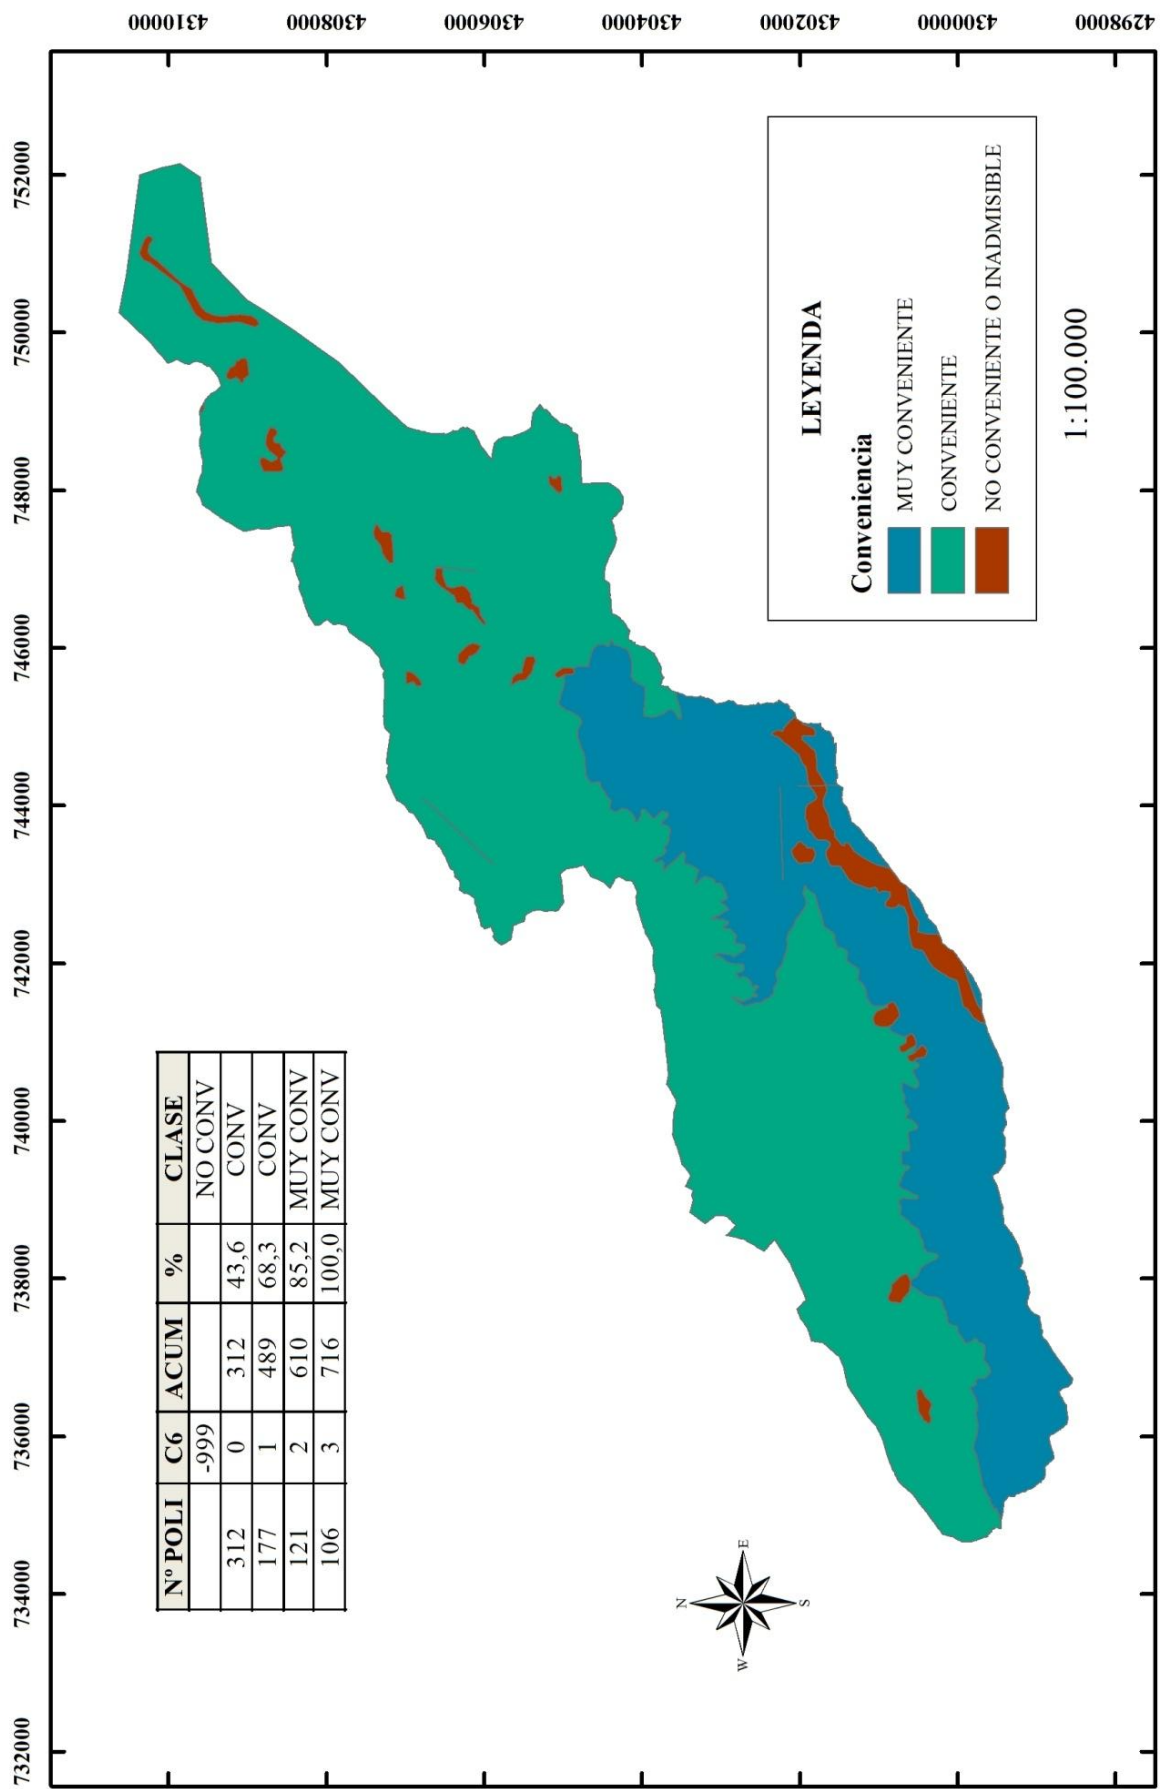 Nº POLI C6 ACUM % CLASE
-999 NO CONV
312 0 312 43,6 CONV
177 1 489 68,3 CONV
121 2 610 85,2 MUY CONV
106 3 716 100,0 MUY CONV
N
W E
S
LEYENDA
Conveniencia
MUY CONVENIENTE
CONVENIENTE
NO CONVENIENTE O INADMISIBLE
1:100.000
732000 734000 736000 738000 740000 742000 744000 746000 748000 750000 752000
4310000
4308000
4306000
4304000
4302000
4300000
4298000